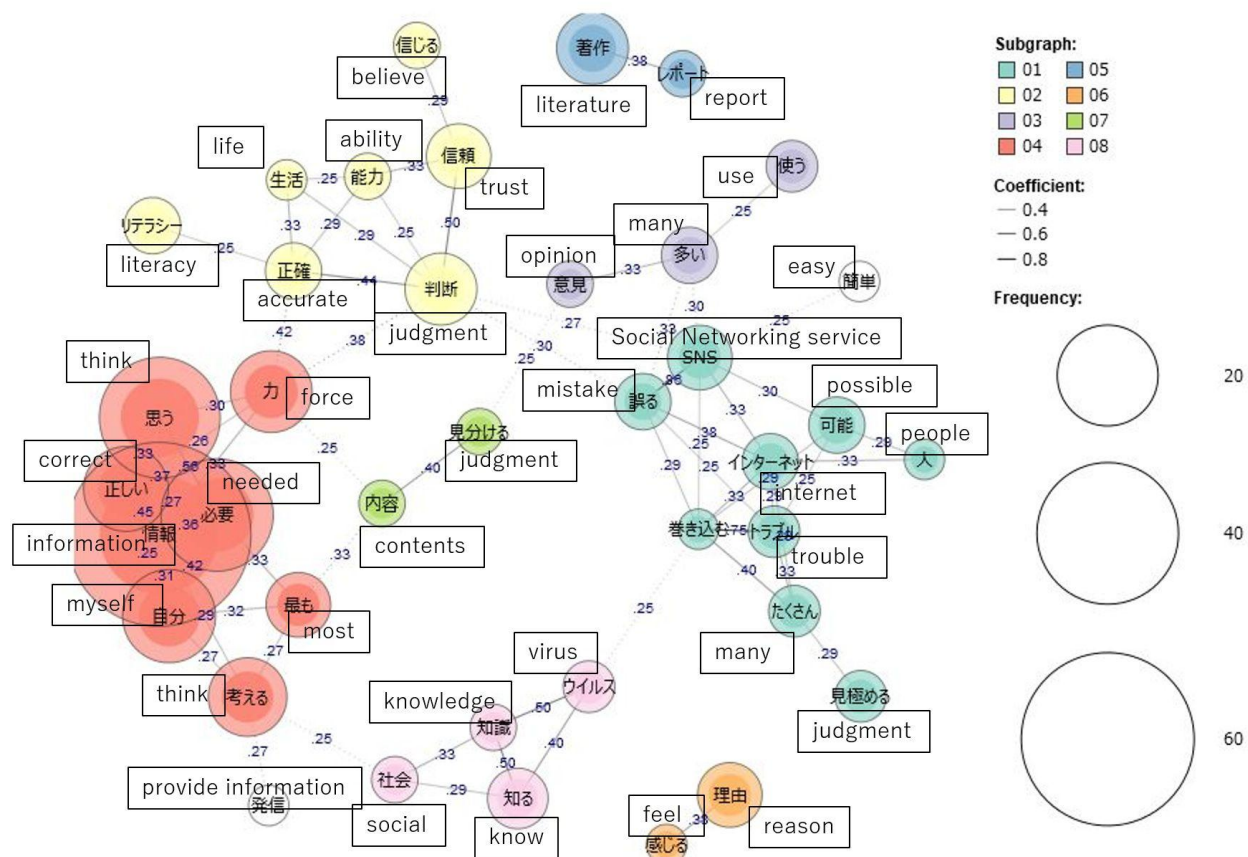 信じる
believe
.29
著作
.38
レポート
literature
report
Subgraph:
01 05
02 06
03 07
04 08
Coefficient:
0.4
0.6
0.8
Frequency:
20
40
60
life
ability
生活
.25
能力
.33
信頼
trust
リテラシー
.25
literacy
.33
.29
.29
.25
.50
正確
accurate
.44
判断
judgment
use
使う
.25
many
多い
opinion
.33
意見
easy
簡単
.25
.30
.27
.33
.42
.38
.30
.25
Social Networking service
SNS
mistake
誤る
.86
think
思う
.30
力
force
.26
.33
correct
正しい
.37
.56
.33
needed
必要
.27
.45
.36
information
情報
.25
.42
.31
.33
myself
自分
.29
.32
最も
most
.27
.27
think
考える
.25
.27
provide information
発信
.25
見分ける
judgment
.40
内容
contents
.33
possible
可能
.30
.33
.38
.25
people
人
.29
.33
インターネット
internet
.29
.25
.29
.25
.33
巻き込む
.75
トラブル
trouble
.40
.33
たくさん
many
.29
見極める
judgment
.25
virus
ウイルス
knowledge
知識
.50
.40
.33
.50
社会
social
.29
知る
know
feel
感じる
.38
理由
reason